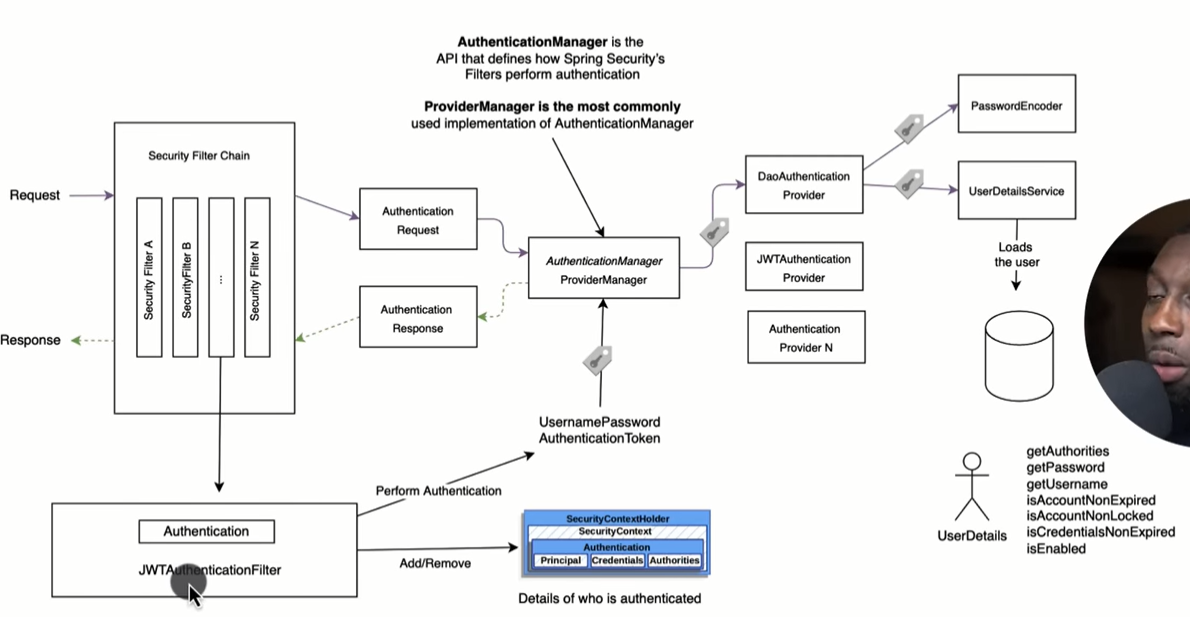 AuthenticationManager is the
API that defines how Spring Security's
Filters perform authentication
ProviderManager is the most commonly
used implementation of AuthenticationManager
Request
Response
Security Filter Chain
Security Filter A
SecurityFilter B
...
Security Filter N
Authentication
Request
Authentication
Response
AuthenticationManager
ProviderManager
DaoAuthentication
Provider
JWTAuthentication
Provider
Authentication
Provider N
PasswordEncoder
UserDetailsService
Loads
the user
UsernamePassword
AuthenticationToken
Perform Authentication
Authentication
JWTAuthenticationFilter
Add/Remove
SecurityContextHolder
SecurityContext
Authentication
Principal
Credentials
Authorities
Details of who is authenticated
UserDetails
getAuthorities
getPassword
getUsername
isAccountNonExpired
isAccountNonLocked
isCredentialsNonExpired
isEnabled